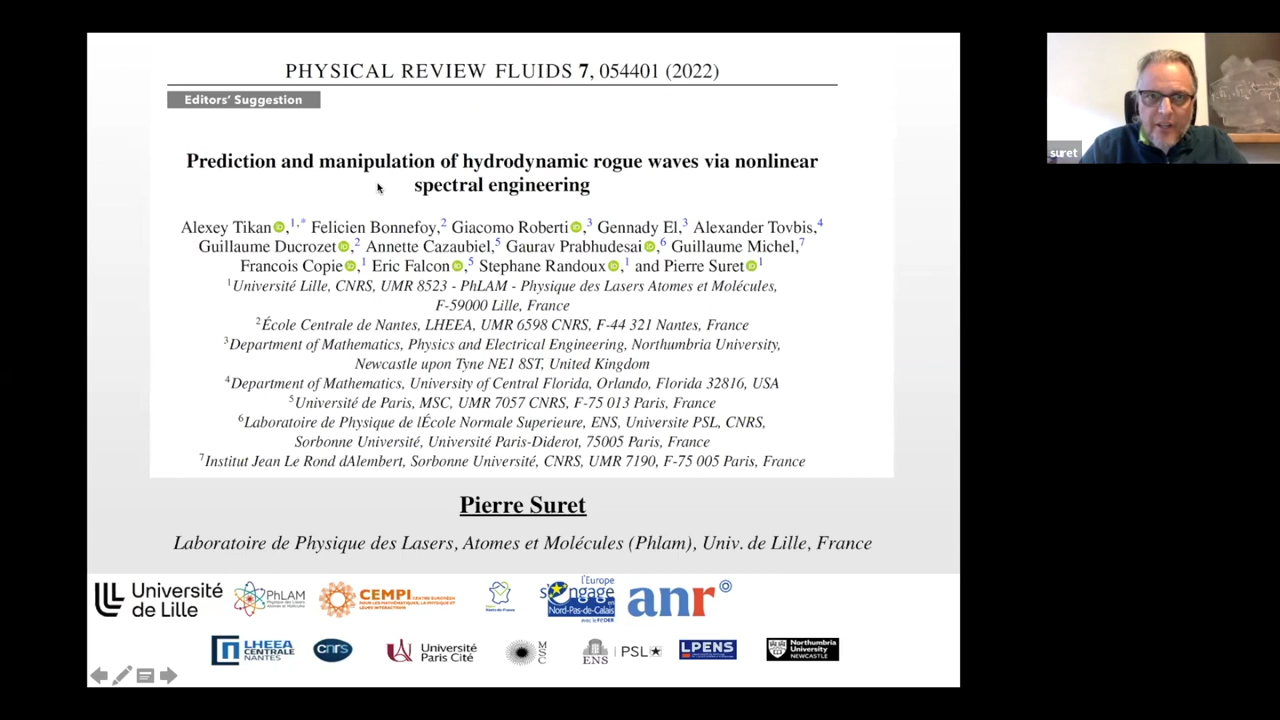 PHYSICAL REVIEW FLUIDS 7, 054401 (2022)
Editors' Suggestion
Prediction and manipulation of hydrodynamic rogue waves via nonlinear
spectral engineering
Alexey Tikan,1,* Felicien Bonnefoy,2 Giacomo Roberti,3 Gennady El,3 Alexander Tovbis,4
Guillaume Ducrozet,2 Annette Cazaubiel,5 Gaurav Prabhudesai,6 Guillaume Michel,7
Francois Copie,1 Eric Falcon,5 Stephane Randoux,1 and Pierre Suret1
1Université Lille, CNRS, UMR 8523 - PhLAM - Physique des Lasers Atomes et Molécules,
F-59000 Lille, France
2École Centrale de Nantes, LHEEA, UMR 6598 CNRS, F-44 321 Nantes, France
3Department of Mathematics, Physics and Electrical Engineering, Northumbria University,
Newcastle upon Tyne NE1 8ST, United Kingdom
4Department of Mathematics, University of Central Florida, Orlando, Florida 32816, USA
5Université de Paris, MSC, UMR 7057 CNRS, F-75 013 Paris, France
6Laboratoire de Physique de lÉcole Normale Superieure, ENS, Universite PSL, CNRS,
Sorbonne Université, Université Paris-Diderot, 75005 Paris, France
7Institut Jean Le Rond dAlembert, Sorbonne Université, CNRS, UMR 7190, F-75 005 Paris, France
Pierre Suret
Laboratoire de Physique des Lasers, Atomes et Molécules (Phlam), Univ. de Lille, France
Université
de Lille
PhLAM
CEMPI
l'Europe
s'engage
en
Nord-Pas-de-Calais
avec le FEDER
anr
LHEEA
CENTRALE
NANTES
cnrs
Université
Paris Cité
MSC
ENS
PSL
LPENS
Northumbria
University
NEWCASTLE
suret